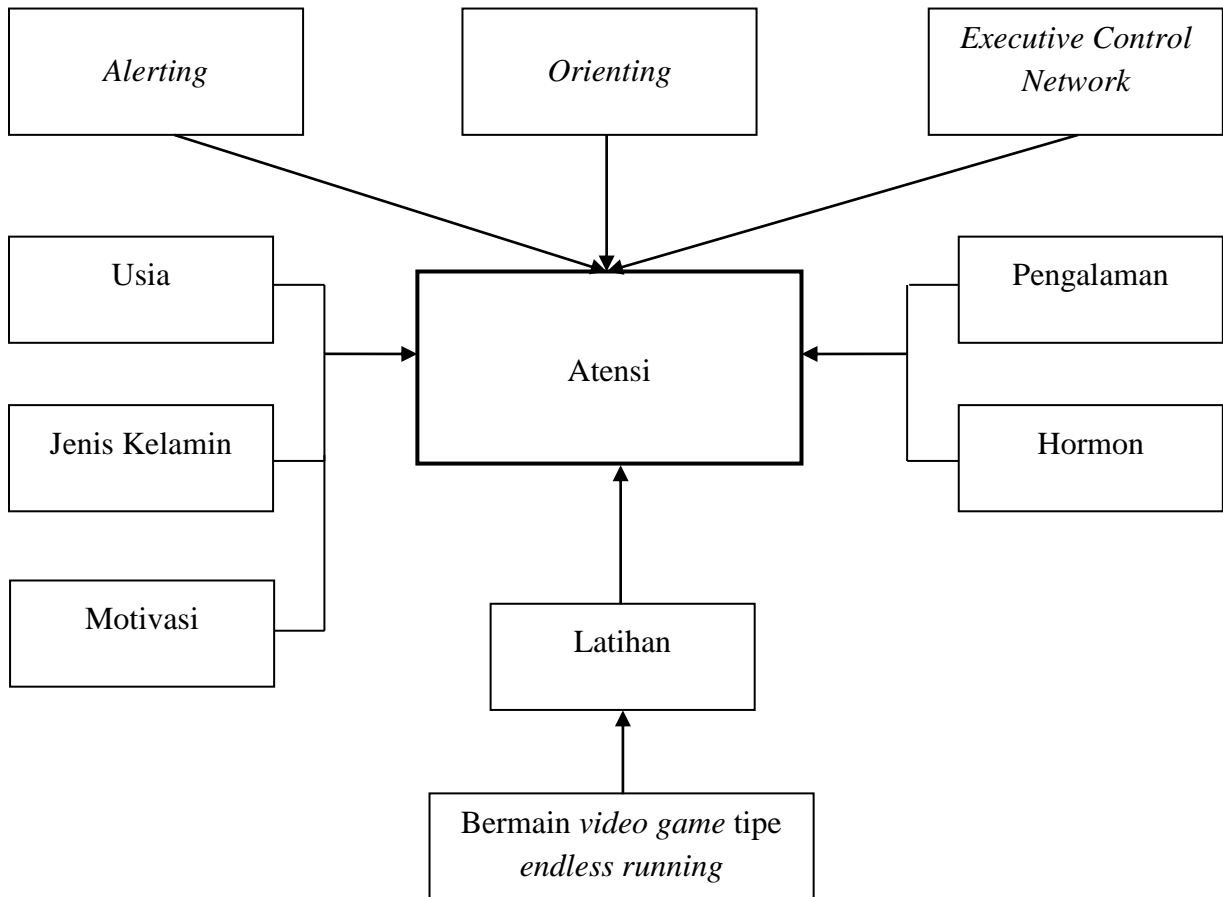 Alerting
Orienting
Executive Control
Network
Usia
Pengalaman
Atensi
Jenis Kelamin
Hormon
Motivasi
Latihan
Bermain video game tipe
endless running